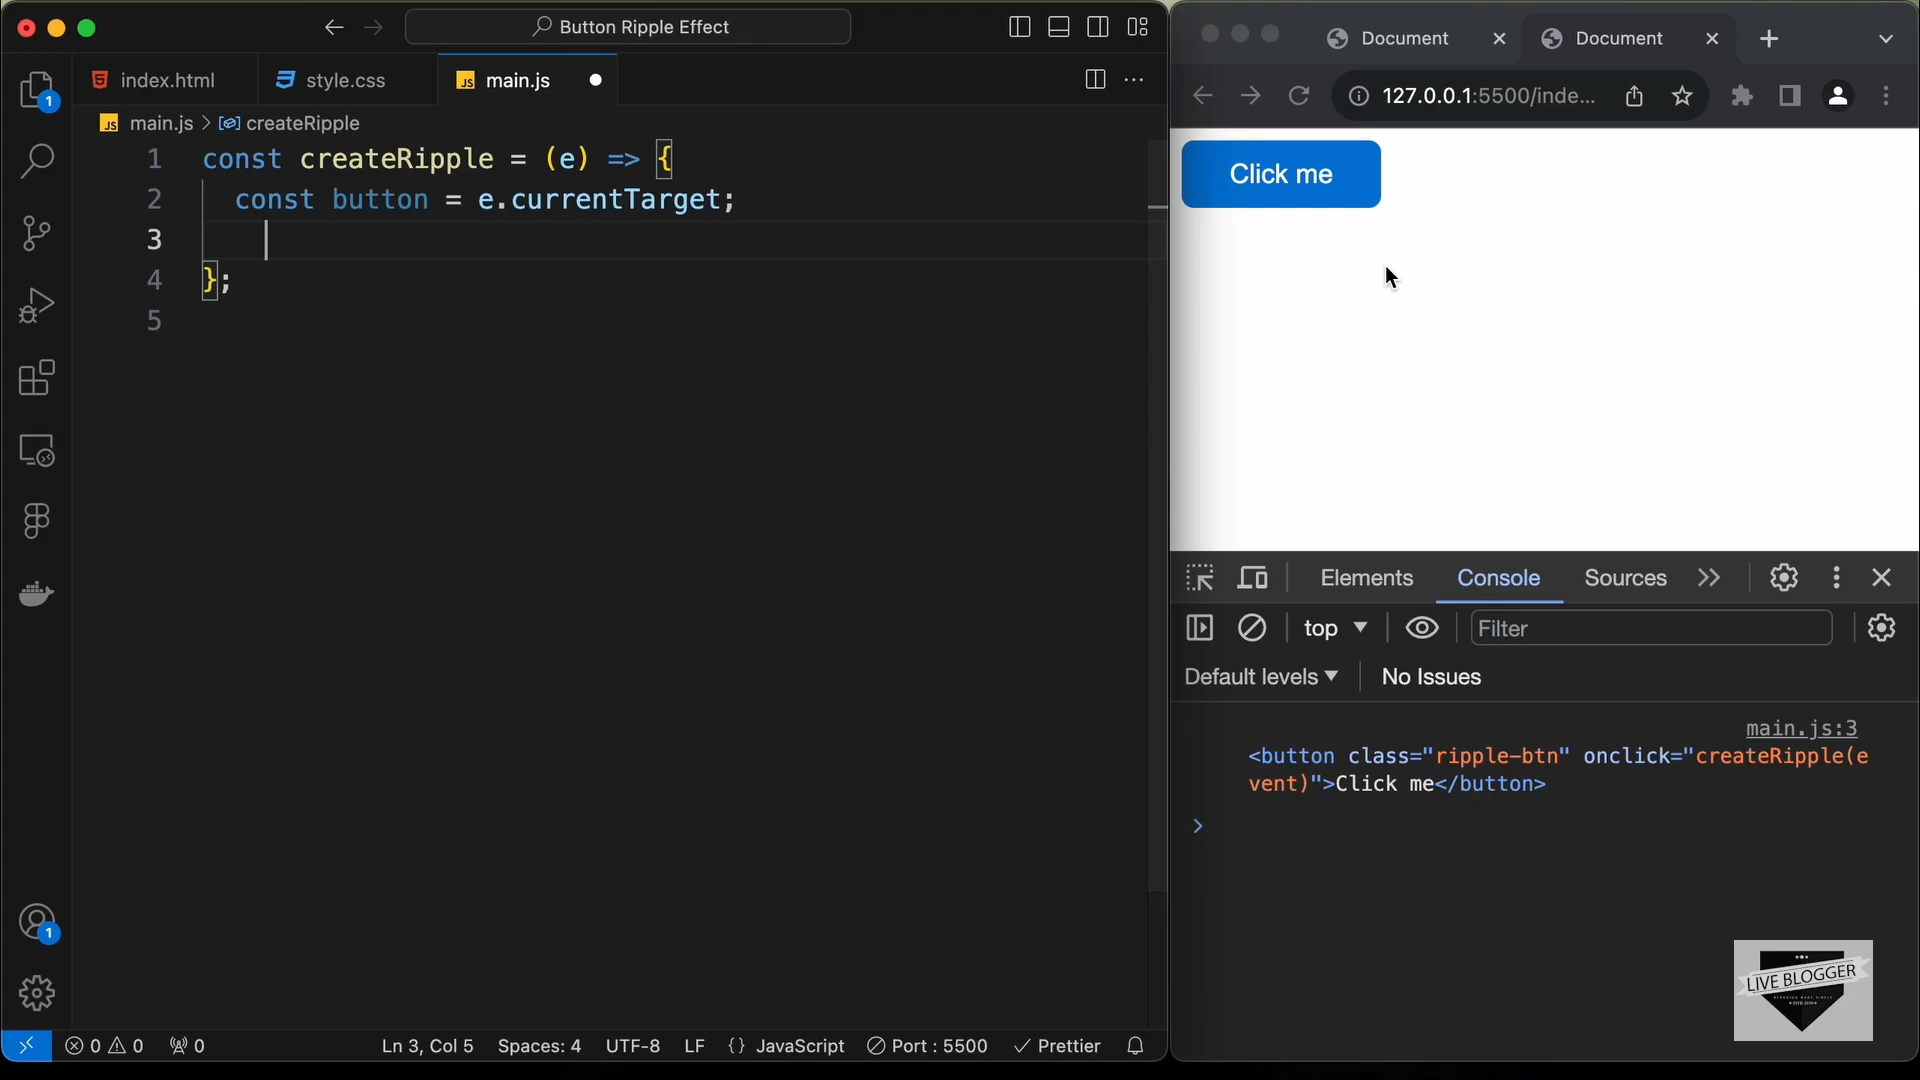 Button Ripple Effect
index.html
style.css
main.js
1
main.js > createRipple
1 const createRipple = (e) => {
2 const button = e.currentTarget;
3
4 };
5
1
0 0 0
Ln 3, Col 5
Spaces: 4
UTF-8
LF
{} JavaScript
Port : 5500
Prettier
Document
Document
127.0.0.1:5500/inde...
Click me
Elements
Console
Sources
top
Filter
Default levels
No Issues
main.js:3
<button class="ripple-btn" onclick="createRipple(e
vent)">Click me</button>
>
LIVE BLOGGER